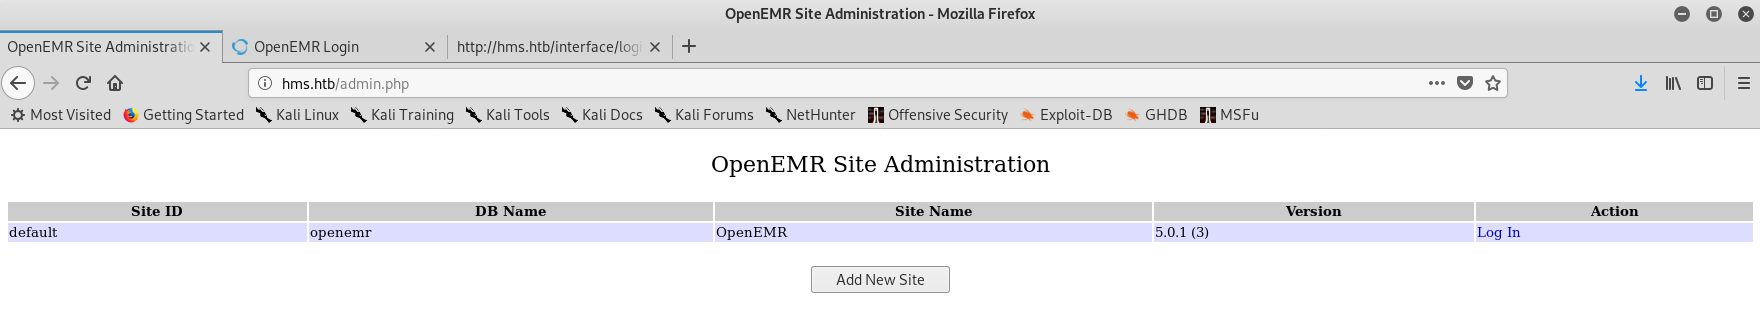 OpenEMR Site Administration - Mozilla Firefox
OpenEMR Site Administratio OpenEMR Login http://hms.htb/interface/logi
hms.htb/admin.php
Most Visited Getting Started Kali Linux Kali Training Kali Tools Kali Docs Kali Forums NetHunter Offensive Security Exploit-DB GHDB MSFu
OpenEMR Site Administration
Site ID DB Name Site Name Version Action
default openemr OpenEMR 5.0.1 (3) Log In
Add New Site